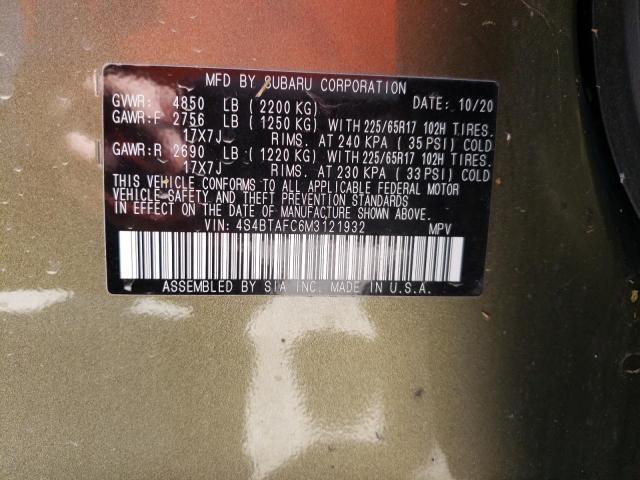 MFD BY SUBARU CORPORATION
GVWR: 4850 LB (2200 KG) DATE: 10/20
GAWR:F 2756 LB (1250 KG) WITH 225/65R17 102H TIRES.
17X7J RIMS. AT 240 KPA (35 PSI) COLD
GAWR:R 2690 LB (1220 KG) WITH 225/65R17 102H TIRES.
17X7J RIMS. AT 230 KPA (33 PSI) COLD
THIS VEHICLE CONFORMS TO ALL APPLICABLE FEDERAL MOTOR
VEHICLE-SAFETY AND THEFT PREVENTION STANDARDS
IN EFFECT ON THE DATE OF MANUFACTURE SHOWN ABOVE.
VIN: 4S4BTAFC6M3121932 MPV
ASSEMBLED BY SIA INC. MADE IN U.S.A.